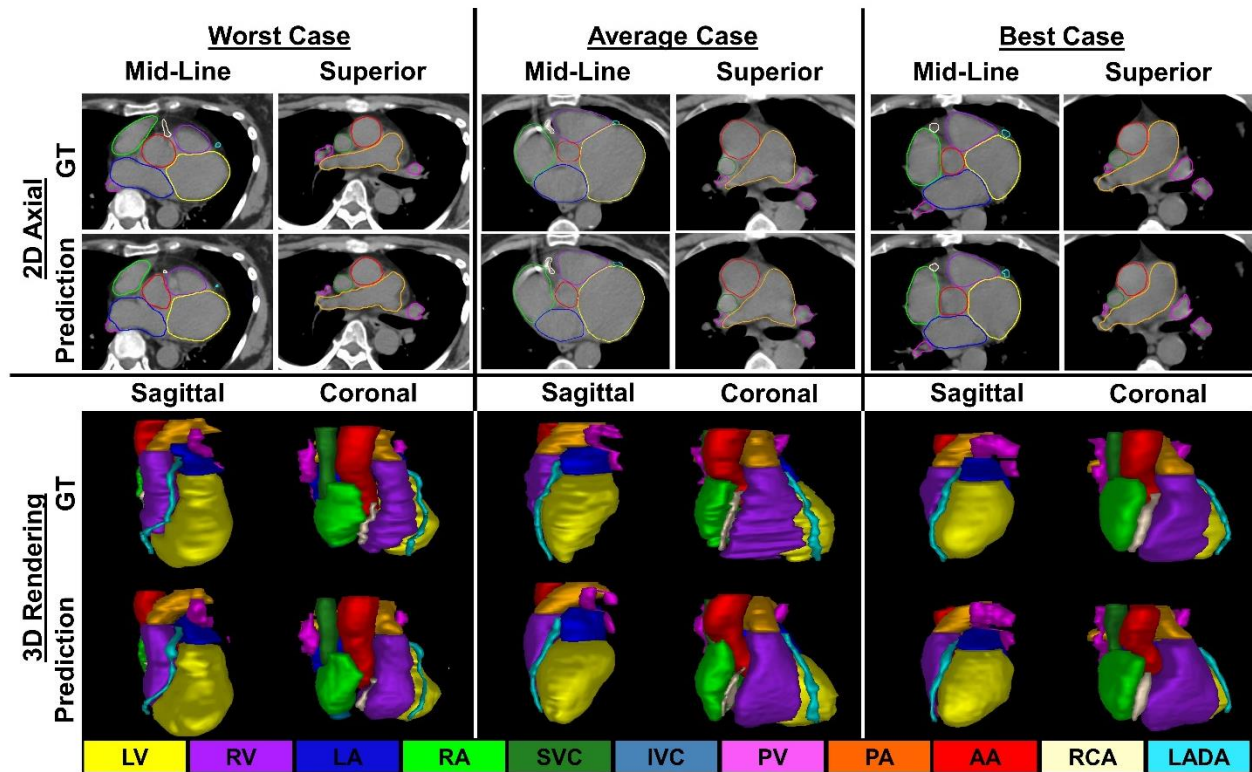 Worst Case Average Case Best Case
Mid-Line Superior Mid-Line Superior Mid-Line Superior
2D Axial
GT
Prediction
Sagittal Coronal Sagittal Coronal Sagittal Coronal
3D Rendering
GT
Prediction
LV RV LA RA SVC IVC PV PA AA RCA LADA